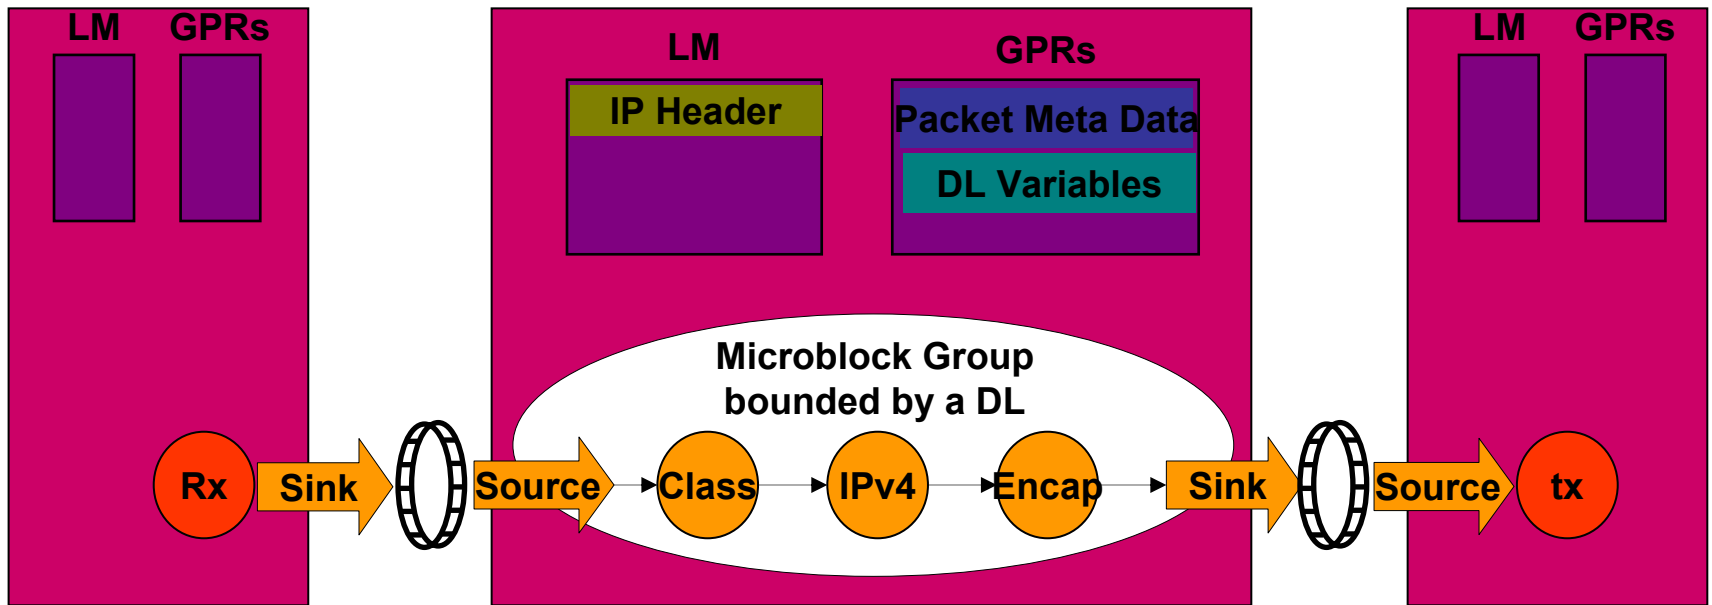 LM GPRs
LM
GPRs
LM GPRs
IP Header
Packet Meta Data
DL Variables
Microblock Group
bounded by a DL
Rx
Sink
Source
Class
IPv4
Encap
Sink
Source
tx